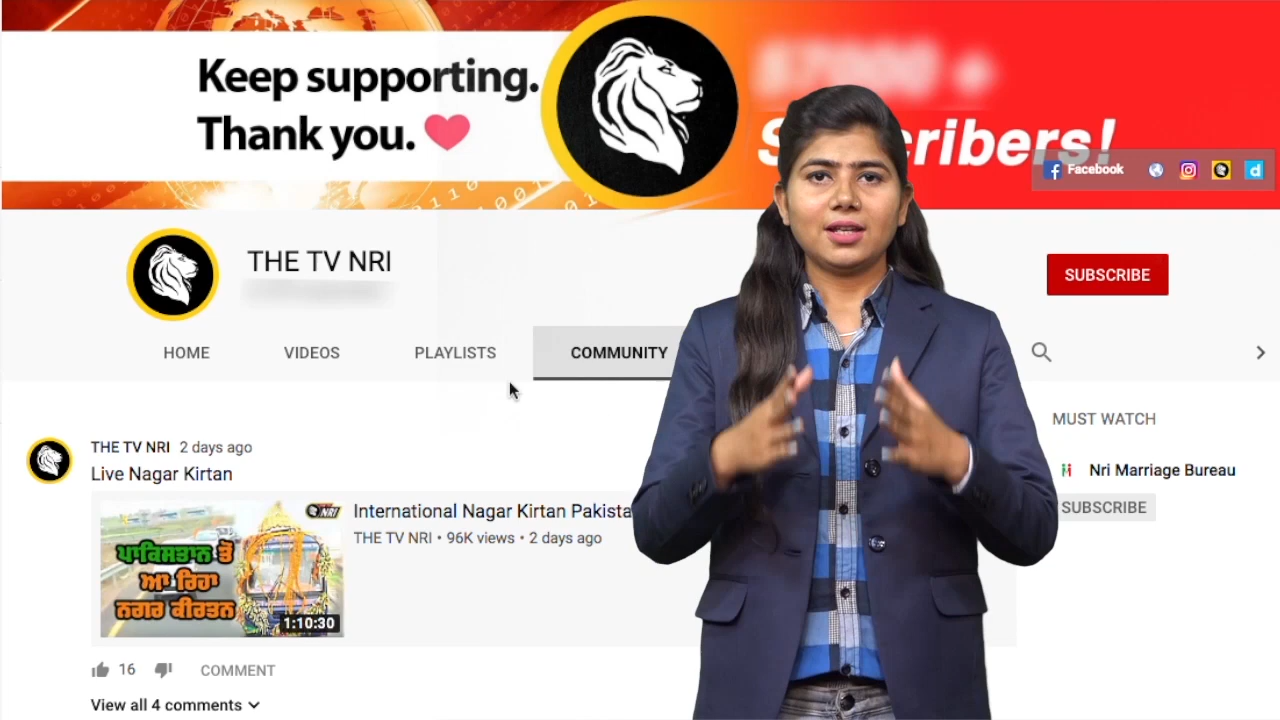 Keep supporting.
Thank you.
Subscribers!
Facebook
THE TV NRI
SUBSCRIBE
HOME
VIDEOS
PLAYLISTS
COMMUNITY
MUST WATCH
Nri Marriage Bureau
SUBSCRIBE
THE TV NRI 2 days ago
Live Nagar Kirtan
NRI
ਪਾਕਿਸਤਾਨ ਤੋਂ
ਆ ਰਿਹਾ
ਨਗਰ ਕੀਰਤਨ
1:10:30
International Nagar Kirtan Pakista
THE TV NRI • 96K views • 2 days ago
16
COMMENT
View all 4 comments